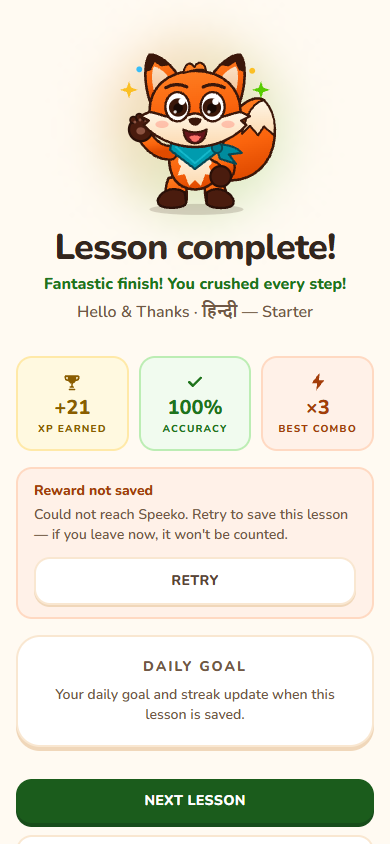 Lesson complete!
Fantastic finish! You crushed every step!
Hello & Thanks · हिन्दी — Starter
+21
XP EARNED
100%
ACCURACY
×3
BEST COMBO
Reward not saved
Could not reach Speeko. Retry to save this lesson
— if you leave now, it won't be counted.
RETRY
DAILY GOAL
Your daily goal and streak update when this
lesson is saved.
NEXT LESSON